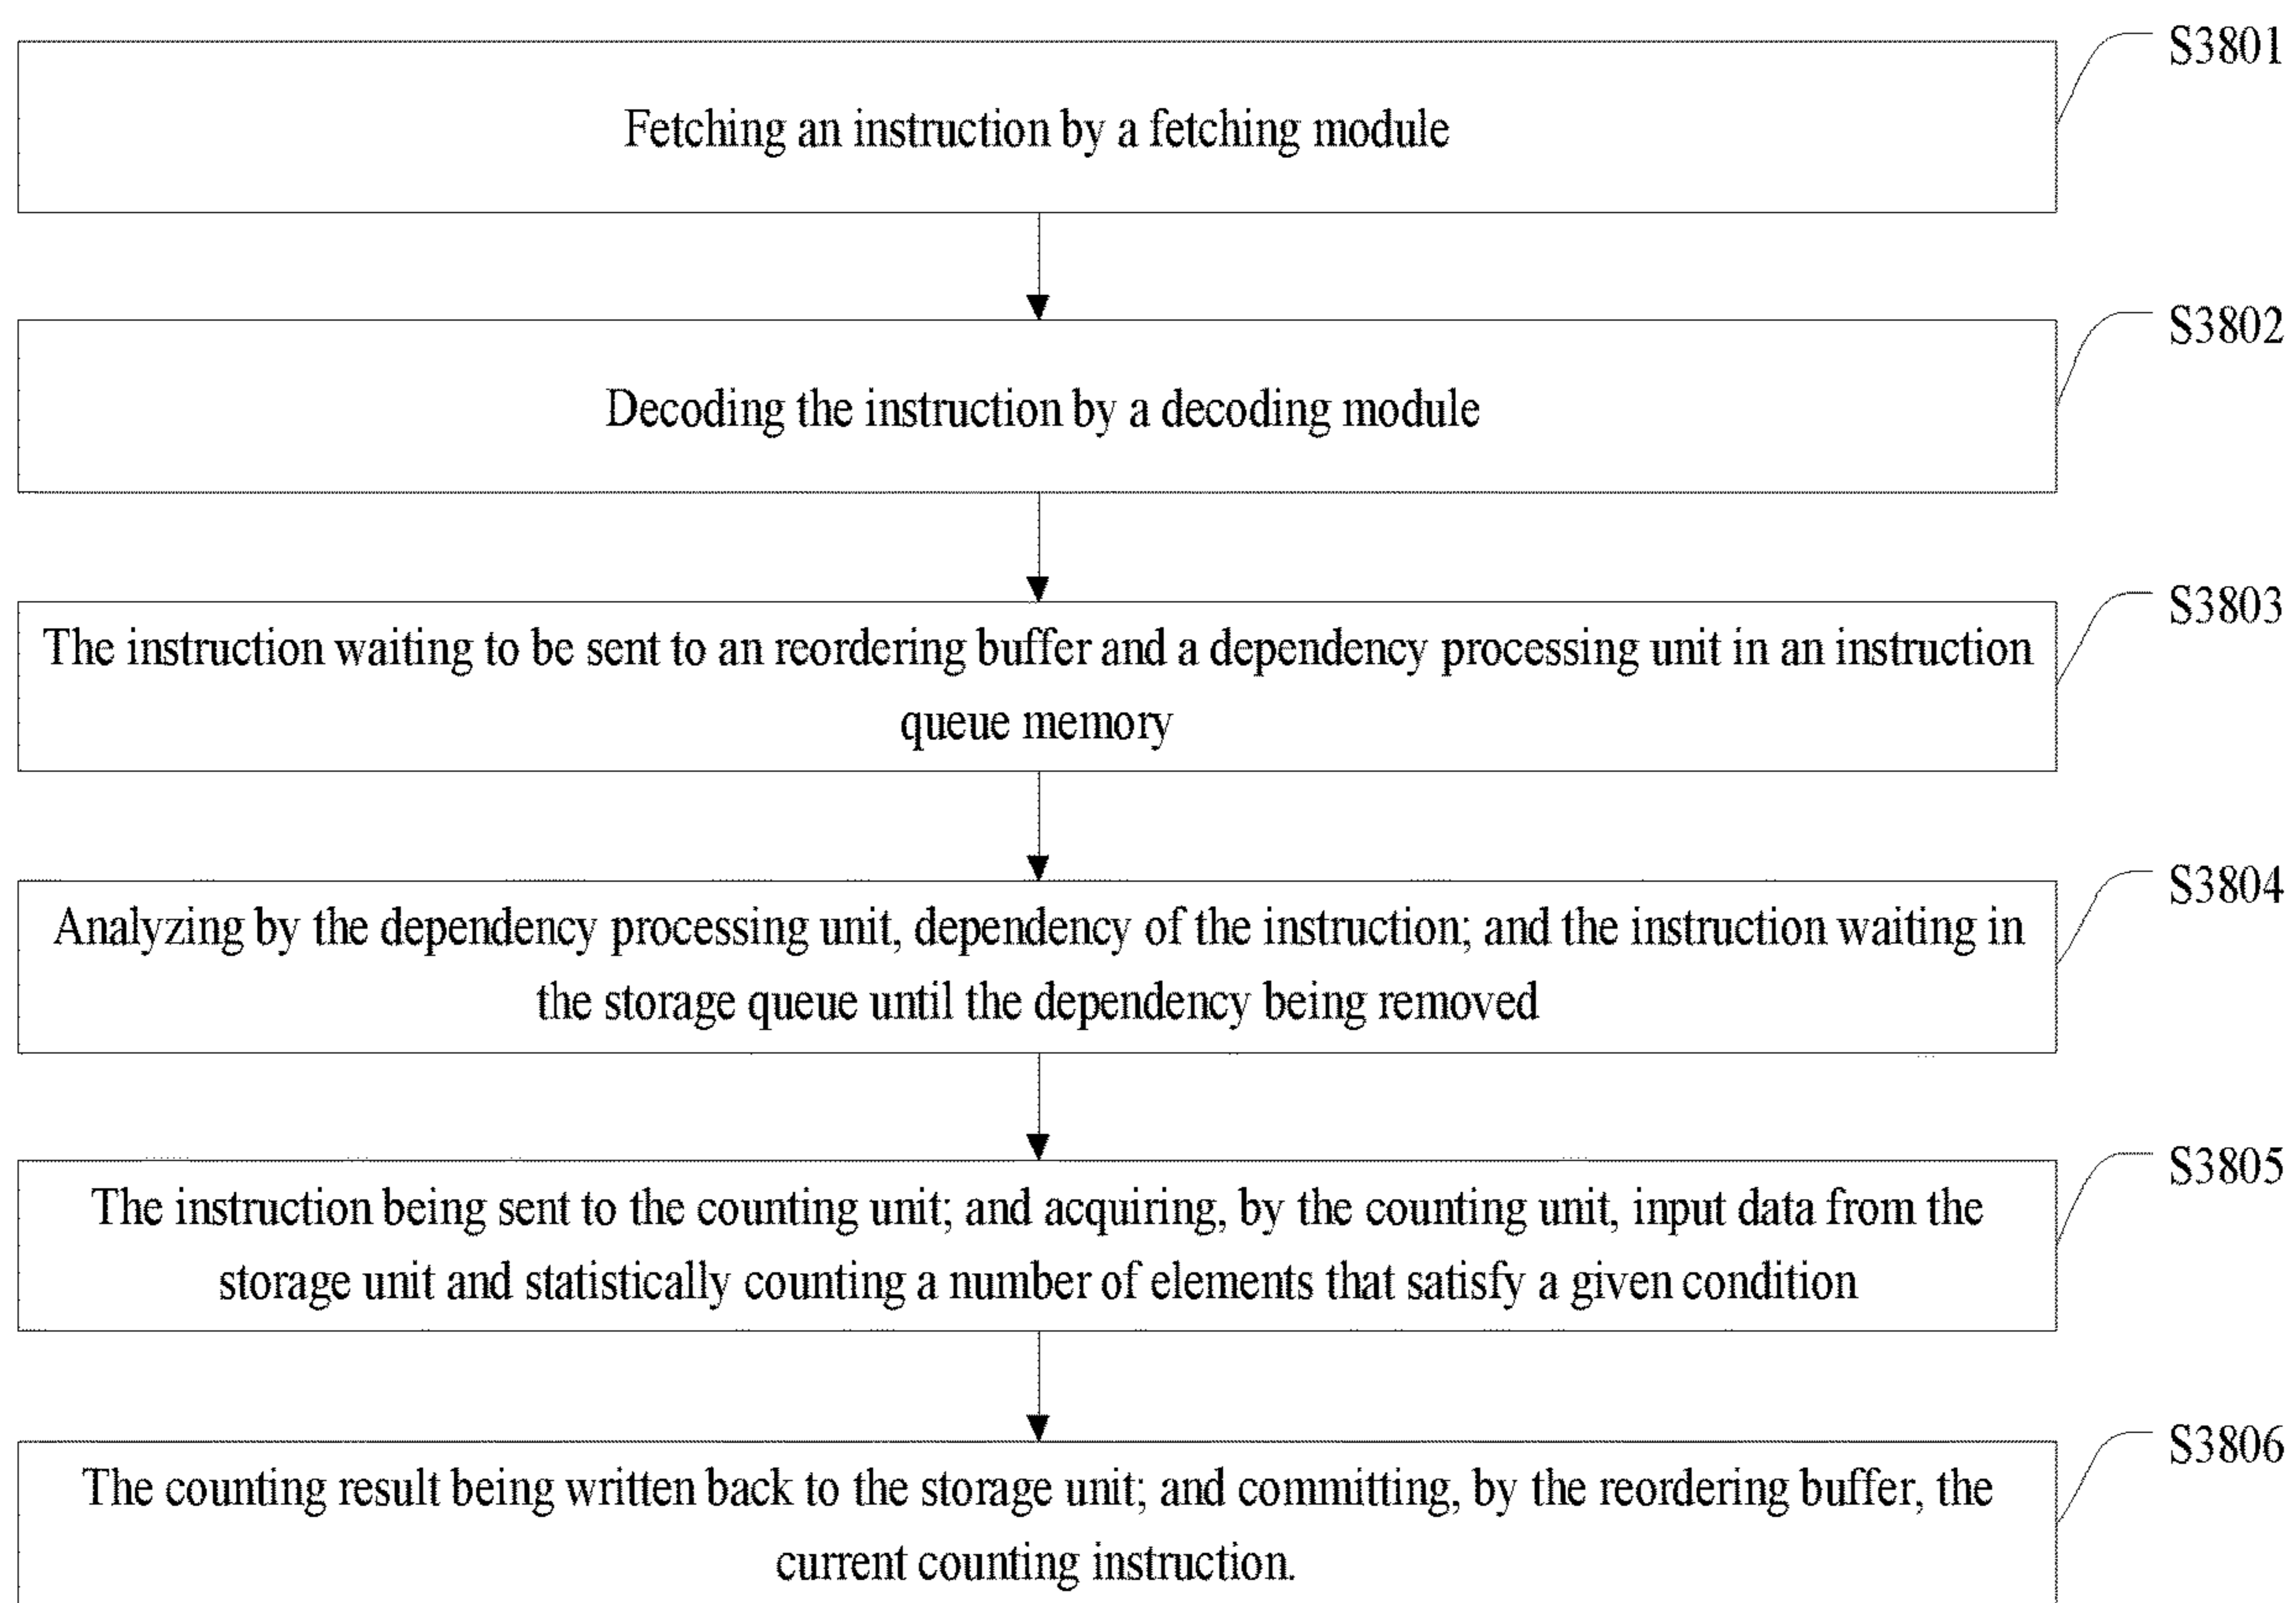 S3801
Fetching an instruction by a fetching module
S3802
Decoding the instruction by a decoding module
S3803
The instruction waiting to be sent to an reordering buffer and a dependency processing unit in an instruction
queue memory
S3804
Analyzing by the dependency processing unit, dependency of the instruction; and the instruction waiting in
the storage queue until the dependency being removed
S3805
The instruction being sent to the counting unit; and acquiring, by the counting unit, input data from the
storage unit and statistically counting a number of elements that satisfy a given condition
S3806
The counting result being written back to the storage unit; and committing, by the reordering buffer, the
current counting instruction.